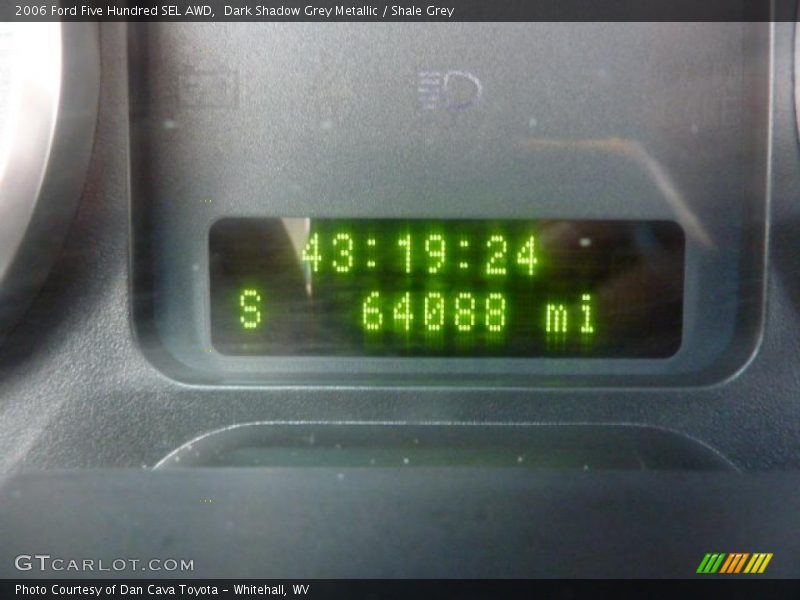 2006 Ford Five Hundred SEL AWD,  Dark Shadow Grey Metallic / Shale Grey
43:19:24
S 64088 mi
GTCARLOT.COM
Photo Courtesy of Dan Cava Toyota - Whitehall, WV